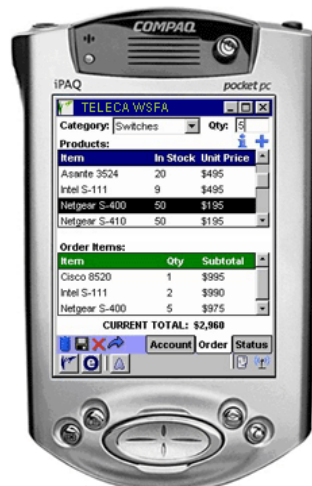 COMPAQ
iPAQ pocket pc
TELECA WSFA
Category: Switches Qty: 5
Products:
Item In Stock Unit Price
Asante 3524 20 $495
Intel S-111 9 $495
Netgear S-400 50 $195
Netgear S-410 50 $195
Order Items:
Item Qty Subtotal
Cisco 8520 1 $995
Intel S-111 2 $990
Netgear S-400 5 $975
CURRENT TOTAL: $2,960
Account Order Status